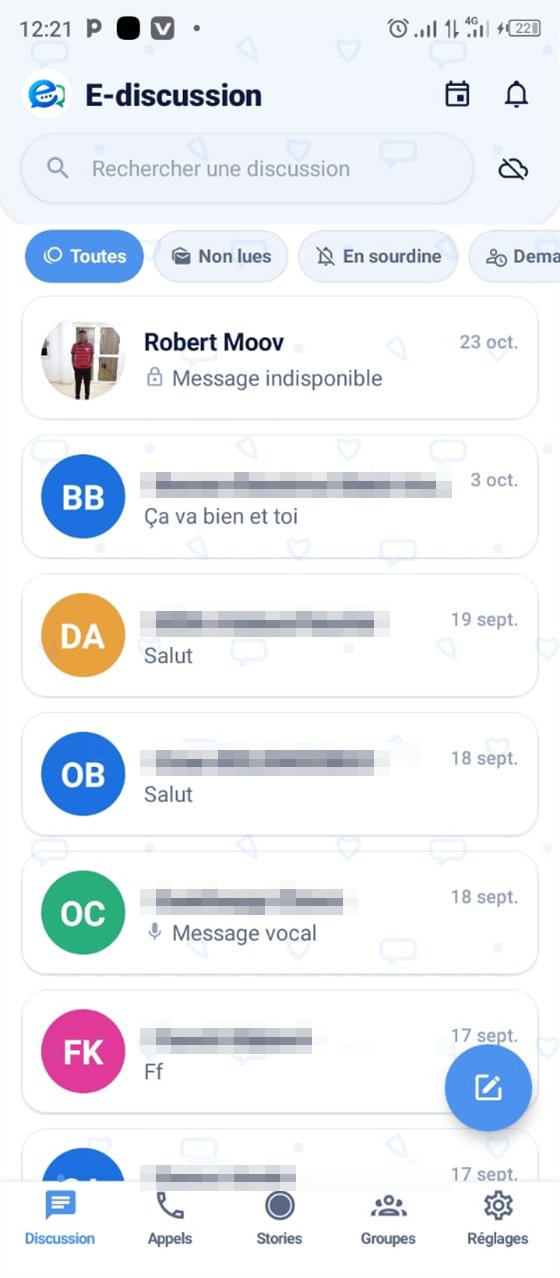 12:21
4G
22
E-discussion
Rechercher une discussion
Toutes
Non lues
En sourdine
Dema
Robert Moov
23 oct.
Message indisponible
BB
3 oct.
Ça va bien et toi
DA
19 sept.
Salut
OB
18 sept.
Salut
OC
18 sept.
Message vocal
FK
17 sept.
Ff
17 sept.
Discussion
Appels
Stories
Groupes
Réglages